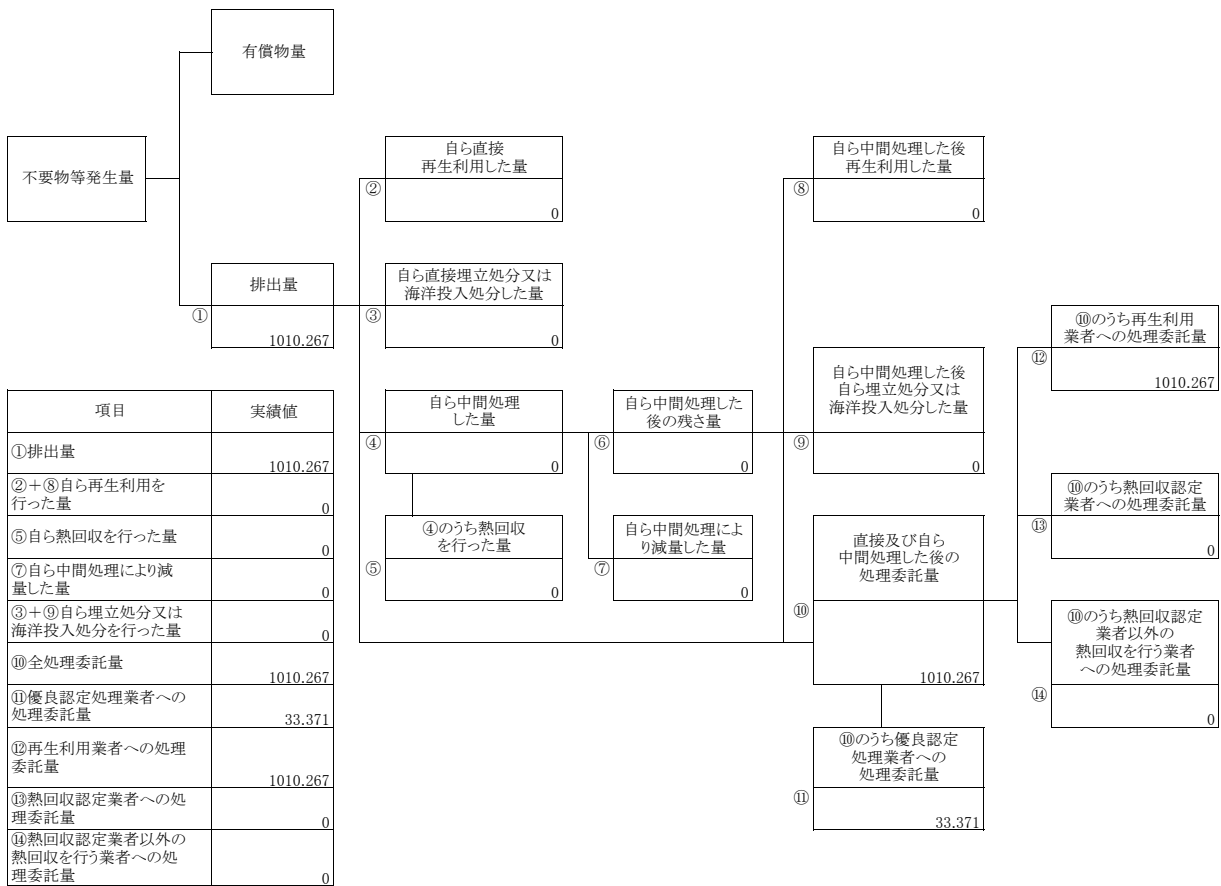 有償物量
不要物等発生量
自ら直接
再生利用した量
②
0
自ら中間処理した後
再生利用した量
⑧
0
排出量
①
1010.267
自ら直接埋立処分又は
海洋投入処分した量
③
0
⑩のうち再生利用
業者への処理委託量
⑫
1010.267
自ら中間処理
した量
④
0
自ら中間処理した
後の残さ量
⑥
0
自ら中間処理した後
自ら埋立処分又は
海洋投入処分した量
⑨
0
⑩のうち熱回収認定
業者への処理委託量
⑬
0
④のうち熱回収
を行った量
⑤
0
自ら中間処理によ
り減量した量
⑦
0
直接及び自ら
中間処理した後の
処理委託量
⑩
1010.267
⑩のうち熱回収認定
業者以外の
熱回収を行う業者
への処理委託量
⑭
0
⑩のうち優良認定
処理業者への
処理委託量
⑪
33.371
項目 実績値
①排出量
1010.267
②+⑧自ら再生利用を
行った量
0
⑤自ら熱回収を行った量
0
⑦自ら中間処理により減
量した量
0
③+⑨自ら埋立処分又は
海洋投入処分を行った量
0
⑩全処理委託量
1010.267
⑪優良認定処理業者への
処理委託量
33.371
⑫再生利用業者への処理
委託量
1010.267
⑬熱回収認定業者への処
理委託量
0
⑭熱回収認定業者以外の
熱回収を行う業者への処
理委託量
0